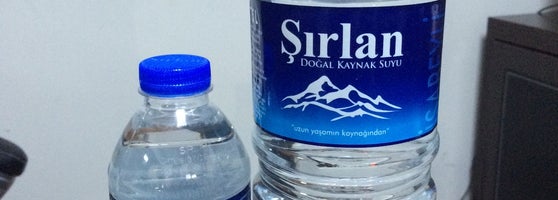 Şırlan
DOĞAL KAYNAK SUYU
"uzun yaşamın kaynağından"